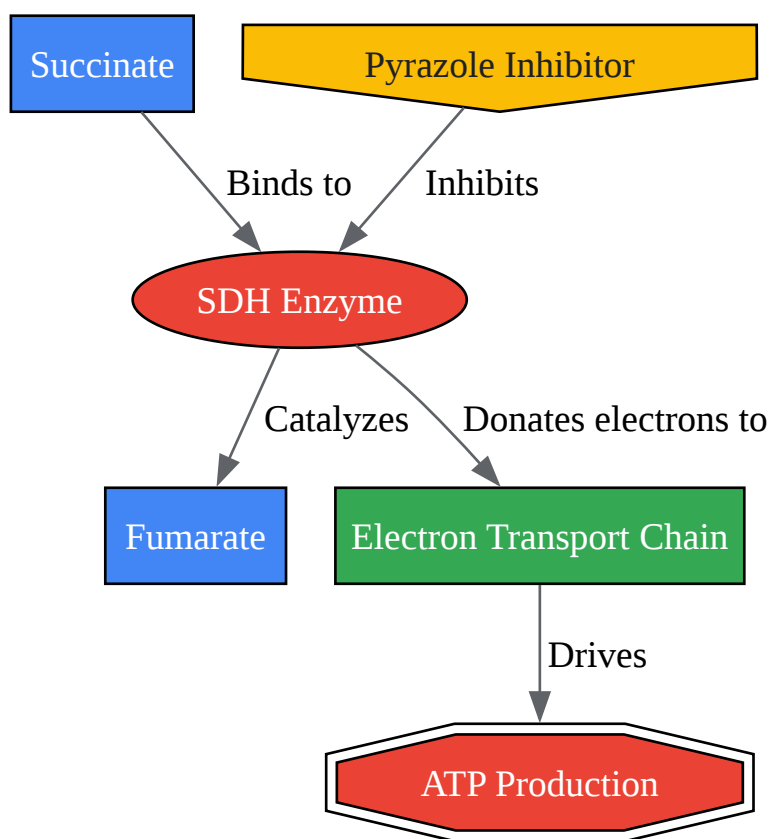 Succinate
Pyrazole Inhibitor
Binds to
Inhibits
SDH Enzyme
Catalyzes
Donates electrons to
Fumarate
Electron Transport Chain
Drives
ATP Production